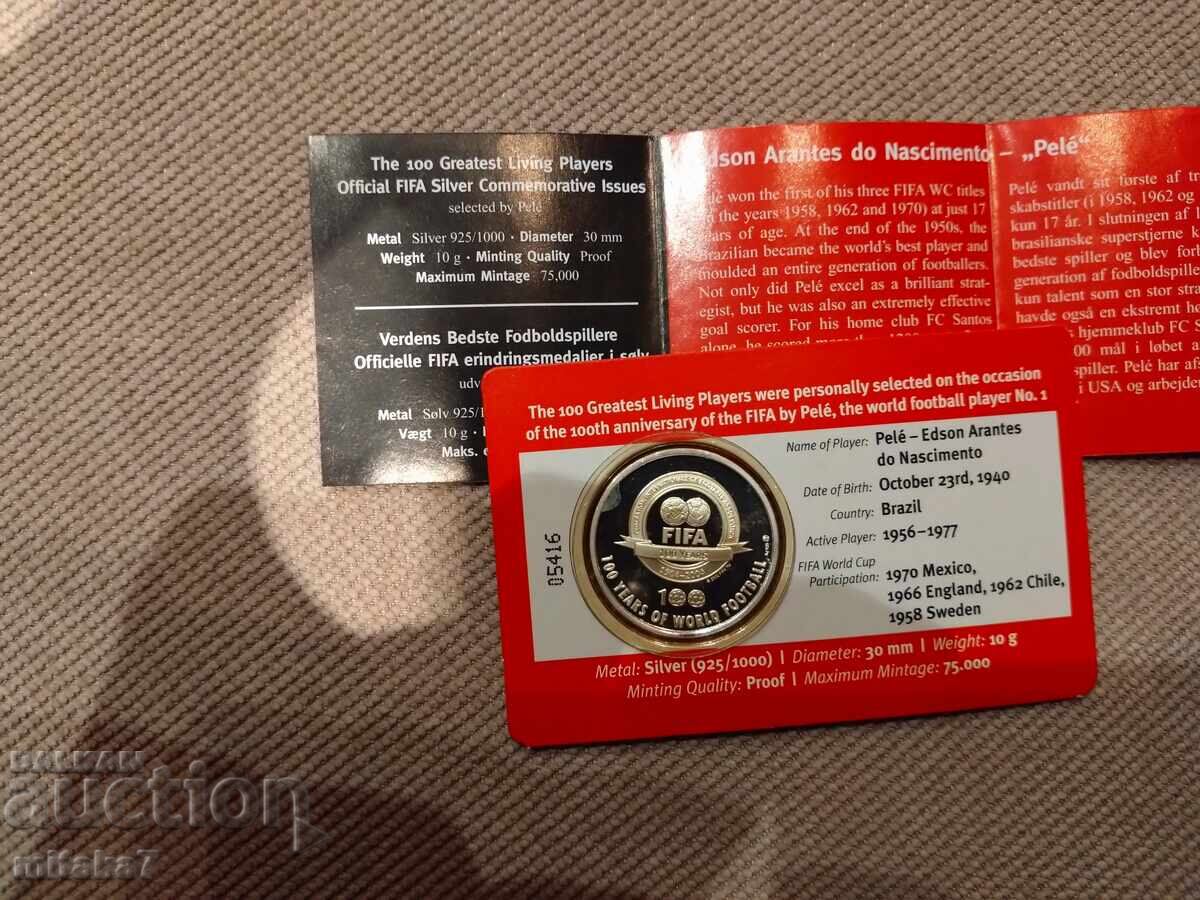 The 100 Greatest Living Players
Official FIFA Silver Commemorative Issues
selected by Pelé
Metal Silver 925/1000 · Diameter 30 mm
Weight 10 g · Minting Quality Proof
Maximum Mintage 75,000
Verdens Bedste Fodboldspillere
Officielle FIFA erindringsmedaljer i sølv
Metal Sølv 925/1
Vægt 10 g ·
Maks.
Edson Arantes do Nascimento – „Pelé“
won the first of his three FIFA WC titles
the years 1958, 1962 and 1970) at just 17
of age. At the end of the 1950s, the
Brazilian became the world's best player and
moulded an entire generation of footballers.
Not only did Pelé excel as a brilliant strat-
egist, but he was also an extremely effective
goal scorer. For his home club FC Santos
alone, he scored more
Pelé vandt sit første af
skabstitler (i 1958, 1962 og
kun 17 år. I slutningen af
brasilianske superstjerne
bedste spiller og blev
generation af fodboldspille
kun talent som en stor
havde også en ekstremt
hjemmeklub FC
00 mål i løbet
spiller. Pelé har
i USA og arbejde
The 100 Greatest Living Players were personally selected on the occasion
of the 100th anniversary of the FIFA by Pelé, the world football player No. 1
Name of Player: Pelé – Edson Arantes
do Nascimento
Date of Birth: October 23rd, 1940
Country: Brazil
Active Player: 1956–1977
FIFA World Cup
Participation: 1970 Mexico,
1966 England, 1962 Chile,
1958 Sweden
05416
FIFA
100 YEARS
100
100 YEARS OF WORLD FOOTBALL
Metal: Silver (925/1000) | Diameter: 30 mm | Weight: 10 g
Minting Quality: Proof | Maximum Mintage: 75.000
BALKAN
auction
mitaka7